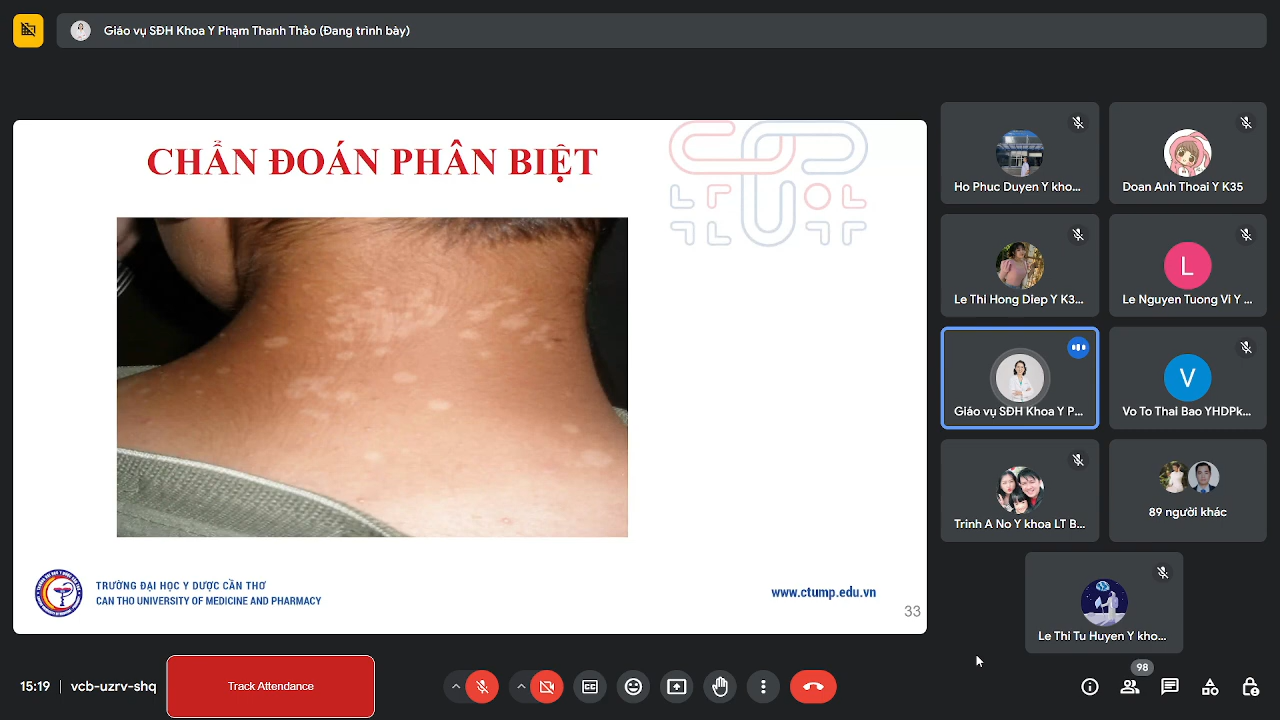 Giáo vụ SĐH Khoa Y Phạm Thanh Thảo (Đang trình bày)
CHẨN ĐOÁN PHÂN BIỆT
TRƯỜNG ĐẠI HỌC Y DƯỢC CẦN THƠ
CAN THO UNIVERSITY OF MEDICINE AND PHARMACY
www.ctump.edu.vn
33
Ho Phuc Duyen Y kho...
Doan Anh Thoai Y K35
Le Thi Hong Diep Y K3...
L
Le Nguyen Tuong Vi Y ...
Giáo vụ SĐH Khoa Y P...
V
Vo To Thai Bao YHDPk...
Trinh A No Y khoa LT B...
89 người khác
Le Thi Tu Huyen Y kho...
15:19
vcb-uzrv-shq
Track Attendance
98